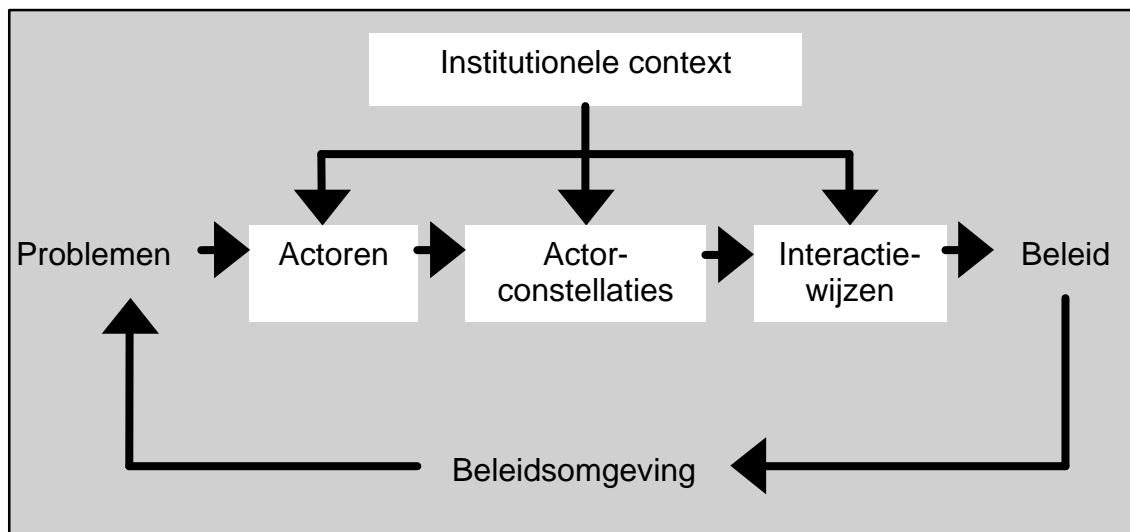 Institutionele context
Problemen
Actoren
Actor-
constellaties
Interactie-
wijzen
Beleid
Beleidsomgeving